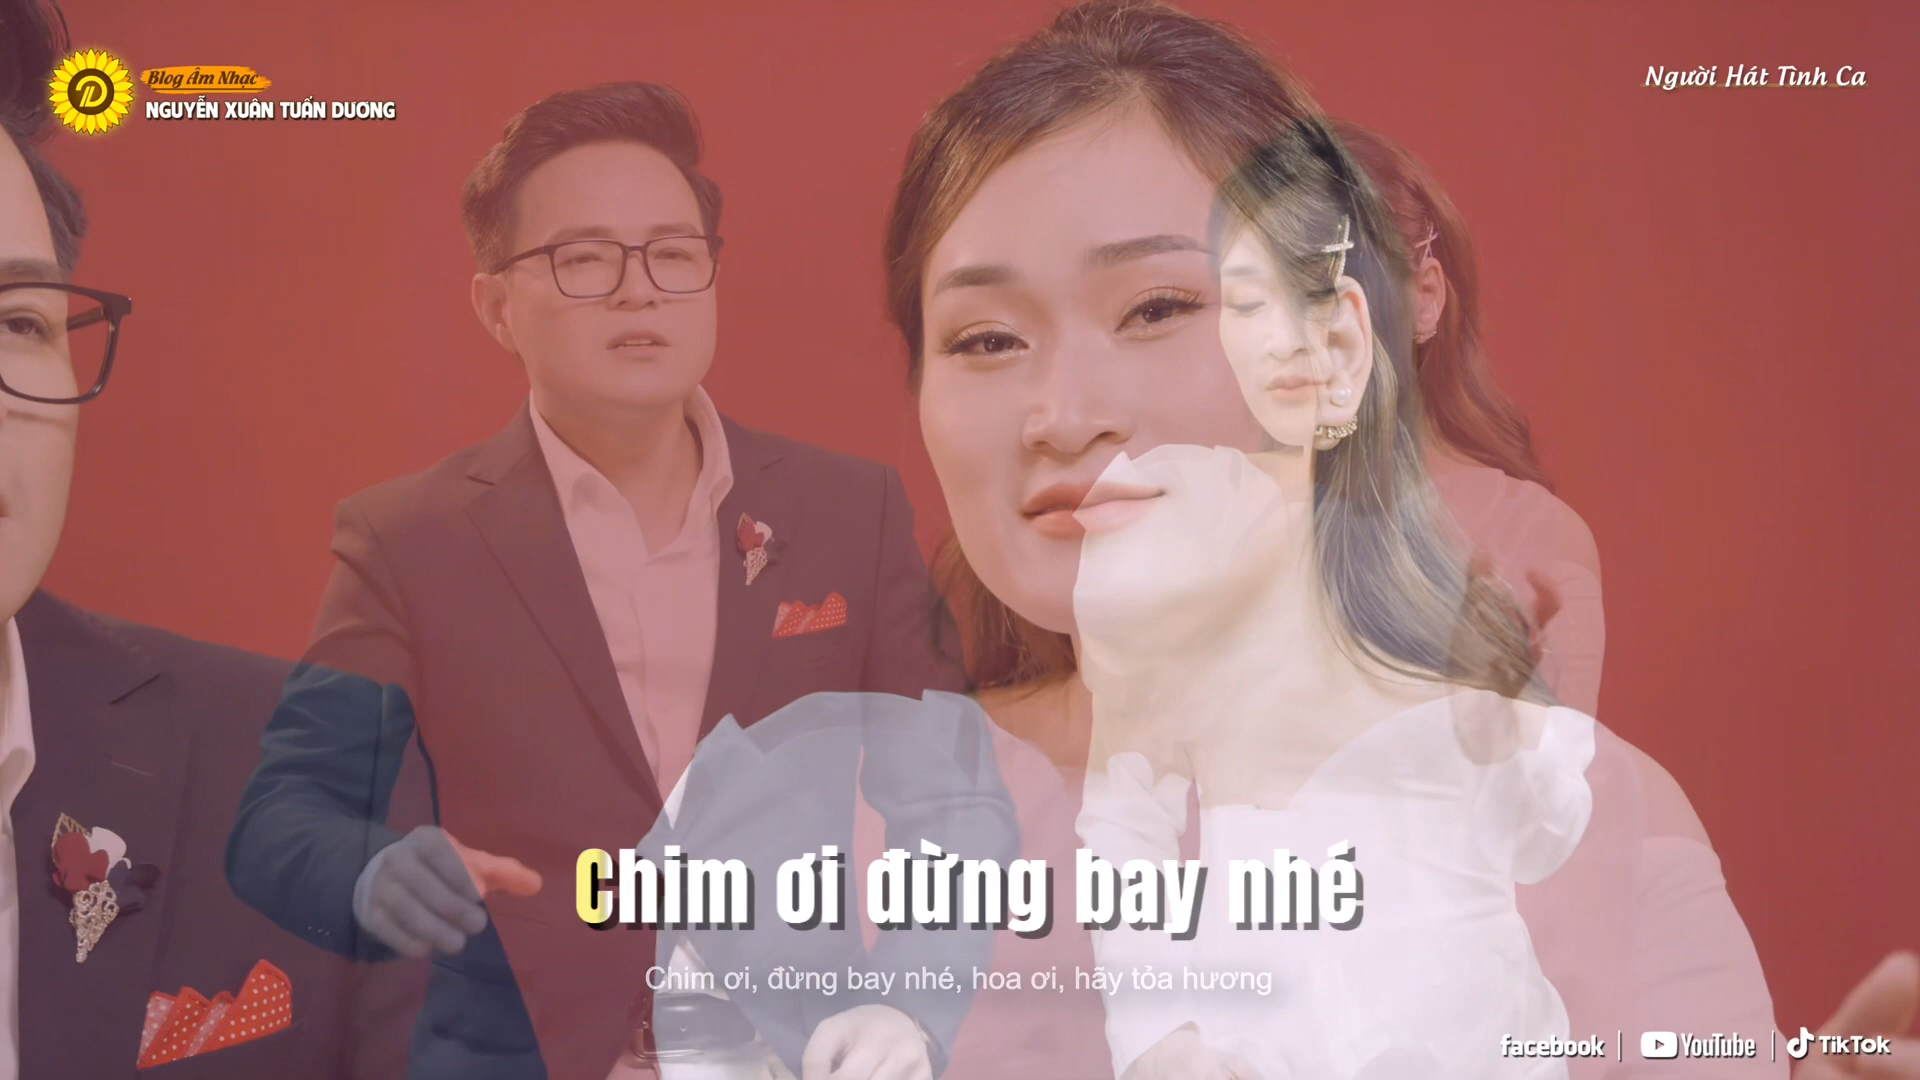 Blog Âm Nhạc
NGUYỄN XUÂN TUẤN DƯƠNG
Người Hát Tình Ca
Chim ơi đừng bay nhé
Chim ơi, đừng bay nhé, hoa ơi, hãy tỏa hương
facebook | YouTube | TikTok